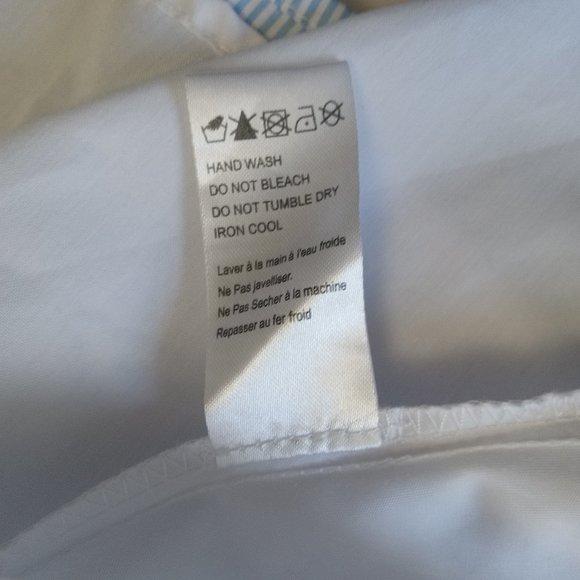 HAND WASH
DO NOT BLEACH
DO NOT TUMBLE DRY
IRON COOL
Laver à la main à l'eau froide
Ne Pas javelliser.
Ne Pas Secher à la machine
Repasser au fer froid